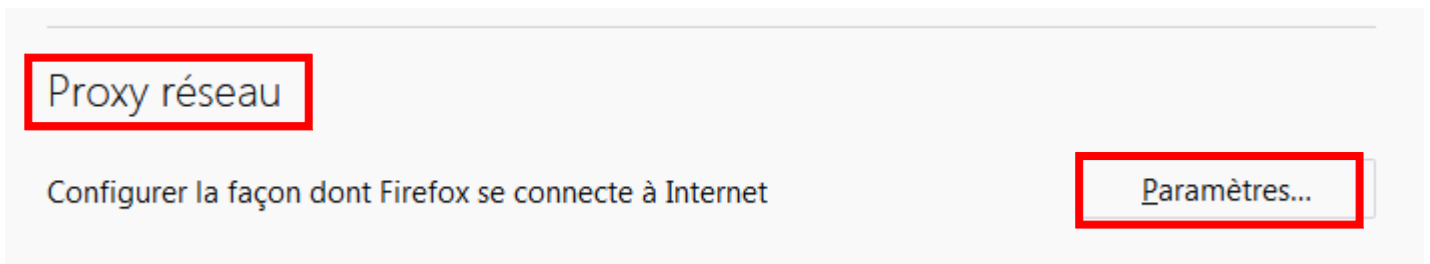 Proxy réseau
Configurer la façon dont Firefox se connecte à Internet
Paramètres...